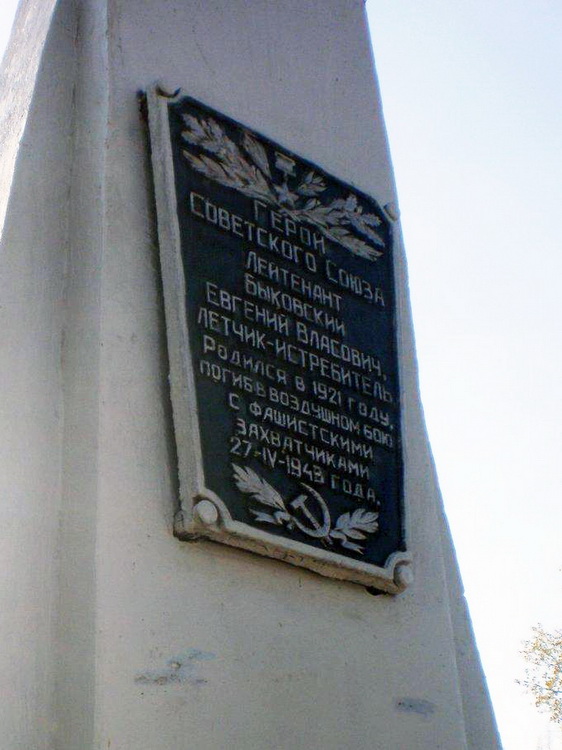 ГЕРОЙ
СОВЕТСКОГО СОЮЗА
ЛЕЙТЕНАНТ
БЫКОВСКИЙ
ЕВГЕНИЙ ВЛАСОВИЧ,
ЛЕТЧИК-ИСТРЕБИТЕЛЬ.
РОДИЛСЯ В 1921 ГОДУ,
ПОГИБ В ВОЗДУШНОМ БОЮ
С ФАШИСТСКИМИ
ЗАХВАТЧИКАМИ
27-IV-1943 ГОДА.